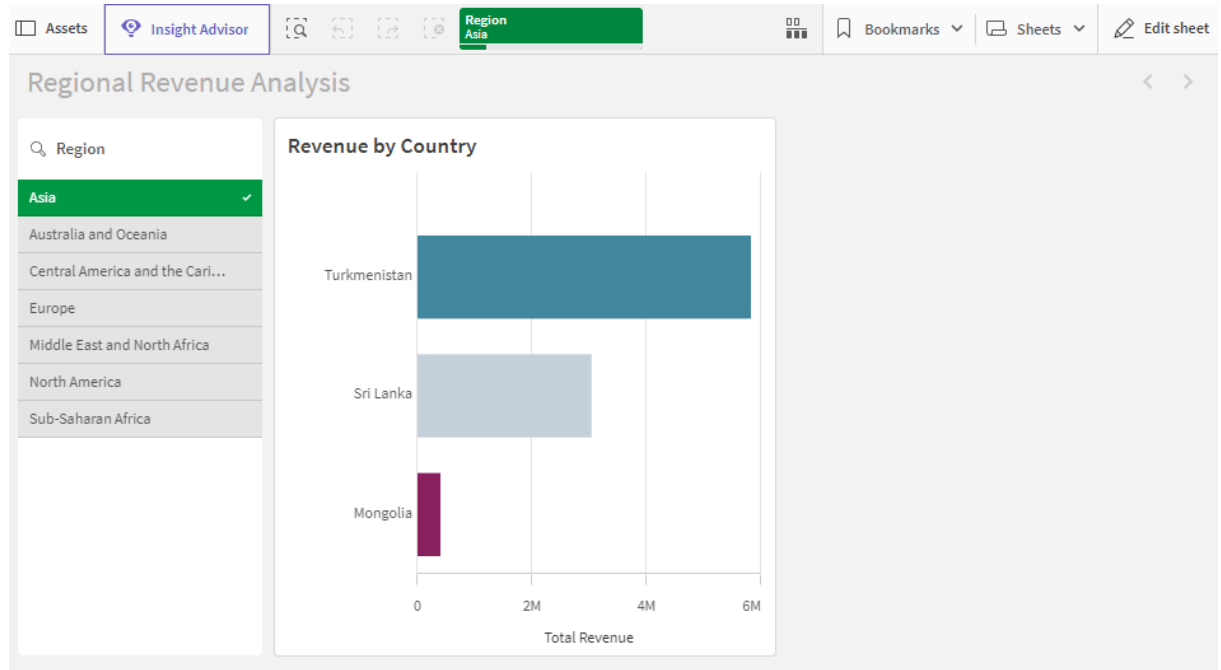 Assets
Insight Advisor
Region
Asia
Bookmarks
Sheets
Edit sheet
Regional Revenue Analysis
Region
Asia
Australia and Oceania
Central America and the Cari...
Europe
Middle East and North Africa
North America
Sub-Saharan Africa
Revenue by Country
Turkmenistan
Sri Lanka
Mongolia
0 2M 4M 6M
Total Revenue